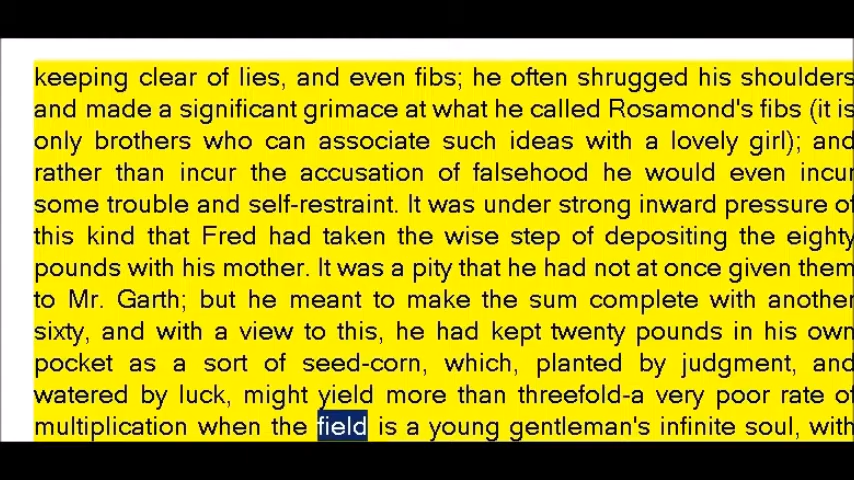 keeping clear of lies, and even fibs; he often shrugged his shoulders
and made a significant grimace at what he called Rosamond's fibs (it is
only brothers who can associate such ideas with a lovely girl); and
rather than incur the accusation of falsehood he would even incur
some trouble and self-restraint. It was under strong inward pressure of
this kind that Fred had taken the wise step of depositing the eighty
pounds with his mother. It was a pity that he had not at once given them
to Mr. Garth; but he meant to make the sum complete with another
sixty, and with a view to this, he had kept twenty pounds in his own
pocket as a sort of seed-corn, which, planted by judgment, and
watered by luck, might yield more than threefold-a very poor rate of
multiplication when the field is a young gentleman's infinite soul, with